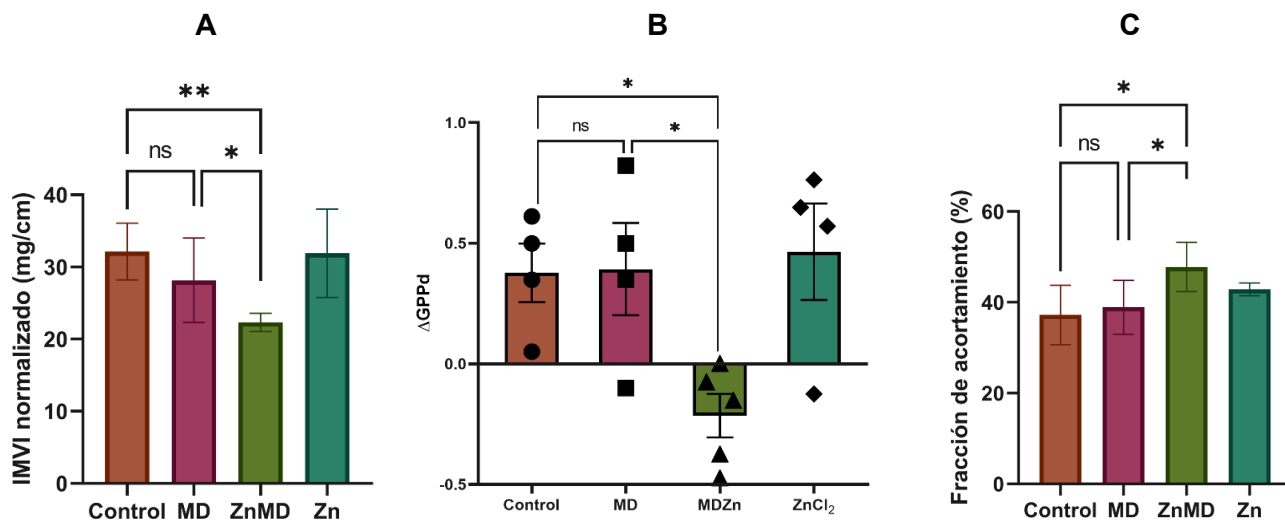 A
IMVI normalizado (mg/cm)
40
30
20
10
0
**
ns
*
Control MD ZnMD Zn
B
ΔGPPd
1.0
0.5
0.0
-0.5
*
ns
*
Control MD MDZn ZnCl₂
C
Fracción de acortamiento (%)
60
40
20
0
*
ns
*
Control MD ZnMD Zn